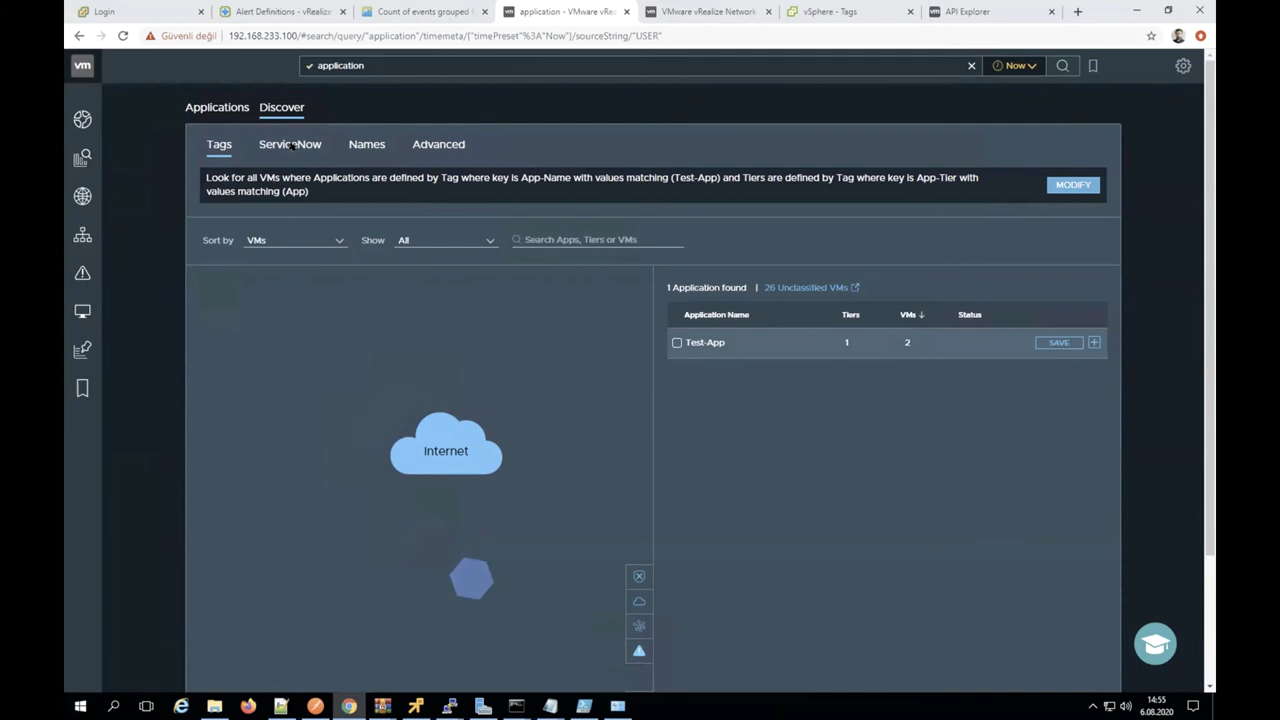 Login
Alert Definitions - vRealize
Count of events grouped
application - VMware vRea
VMware vRealize Network
vSphere - Tags
API Explorer
Güvenli değil
192.168.233.100/#search/query/"application"/timemeta/{"timePreset"%3A"Now"}/sourceString/"USER"
vm
application
Now
Applications
Discover
Tags
ServiceNow
Names
Advanced
Look for all VMs where Applications are defined by Tag where key is App-Name with values matching (Test-App) and Tiers are defined by Tag where key is App-Tier with
values matching (App)
MODIFY
Sort by
VMs
Show
All
Search Apps, Tiers or VMs
1 Application found | 26 Unclassified VMs
Application Name
Tiers
VMs
Status
Test-App
1
2
SAVE
Internet
14:55
6.08.2020